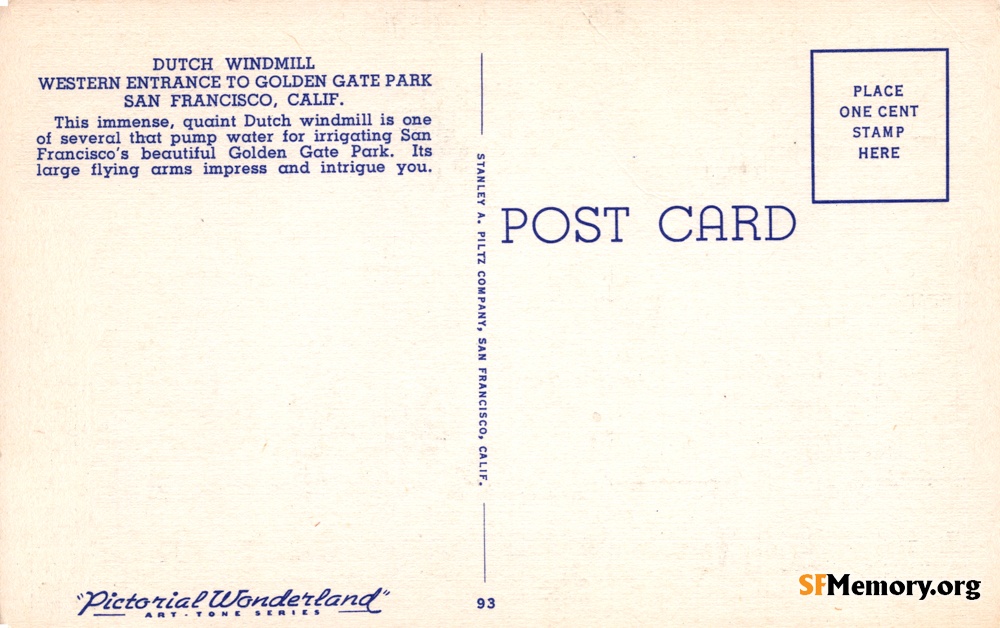 DUTCH WINDMILL
WESTERN ENTRANCE TO GOLDEN GATE PARK
SAN FRANCISCO, CALIF.
This immense, quaint Dutch windmill is one
of several that pump water for irrigating San
Francisco's beautiful Golden Gate Park. Its
large flying arms impress and intrigue you.
STANLEY A. PILTZ COMPANY, SAN FRANCISCO, CALIF.
PLACE
ONE CENT
STAMP
HERE
POST CARD
"Pictorial Wonderland"
ART-TONE SERIES
93
SFMemory.org